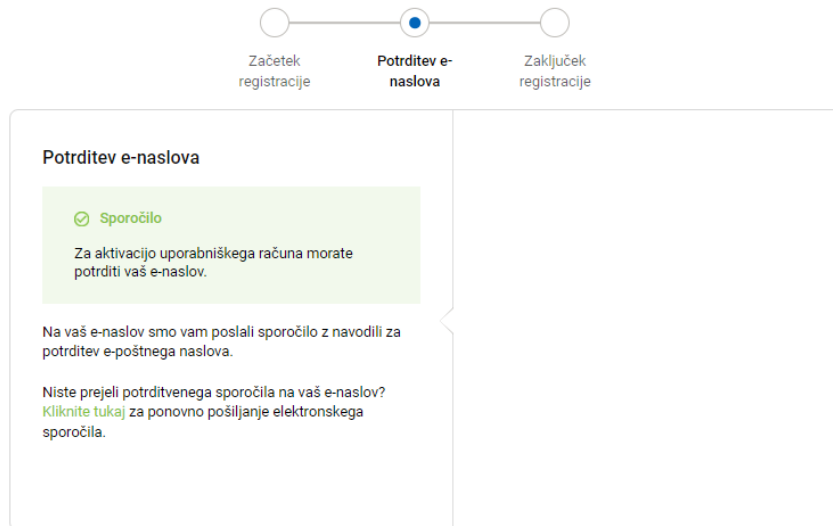 Začetek
registracije
Potrditev e-
naslova
Zaključek
registracije
Potrditev e-naslova
Sporočilo
Za aktivacijo uporabniškega računa morate
potrditi vaš e-naslov.
Na vaš e-naslov smo vam poslali sporočilo z navodili za
potrditev e-poštnega naslova.
Niste prejeli potrditvenega sporočila na vaš e-naslov?
Kliknite tukaj za ponovno pošiljanje elektronskega
sporočila.